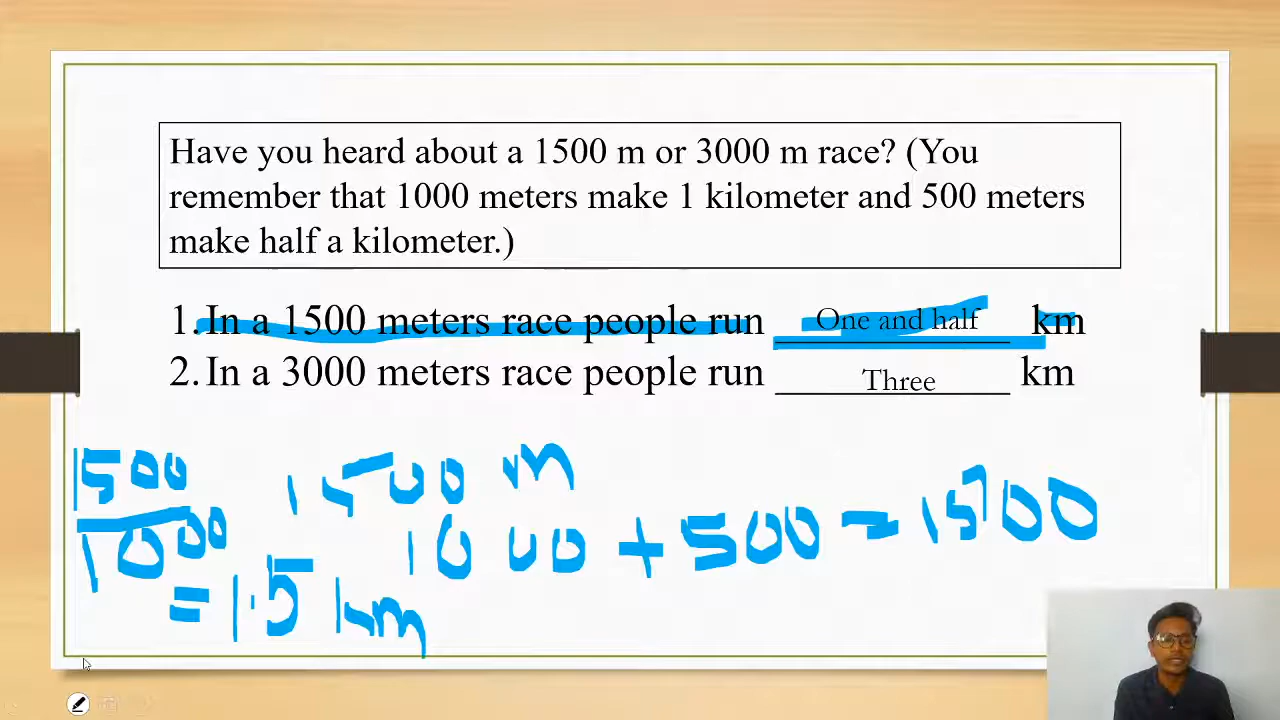 Have you heard about a 1500 m or 3000 m race? (You
remember that 1000 meters make 1 kilometer and 500 meters
make half a kilometer.)
1. In a 1500 meters race people run One and half km
2. In a 3000 meters race people run Three km
1500 m
1500
1000
= 1.5 km
1000 + 500 = 1500